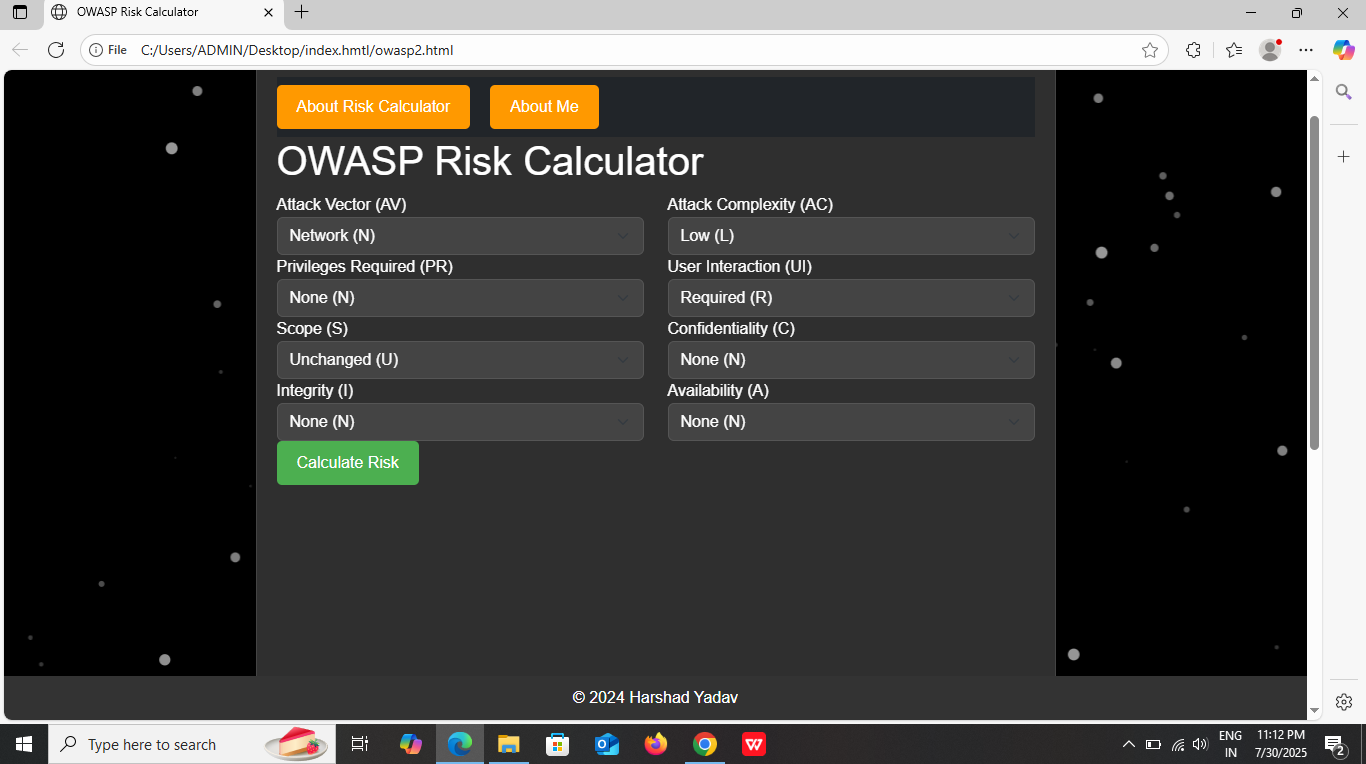 OWASP Risk Calculator
File C:/Users/ADMIN/Desktop/index.hmtl/owasp2.html
About Risk Calculator About Me
OWASP Risk Calculator
Attack Vector (AV) Attack Complexity (AC)
Network (N) Low (L)
Privileges Required (PR) User Interaction (UI)
None (N) Required (R)
Scope (S) Confidentiality (C)
Unchanged (U) None (N)
Integrity (I) Availability (A)
None (N) None (N)
Calculate Risk
© 2024 Harshad Yadav
Type here to search
ENG 11:12 PM
IN 7/30/2025
2